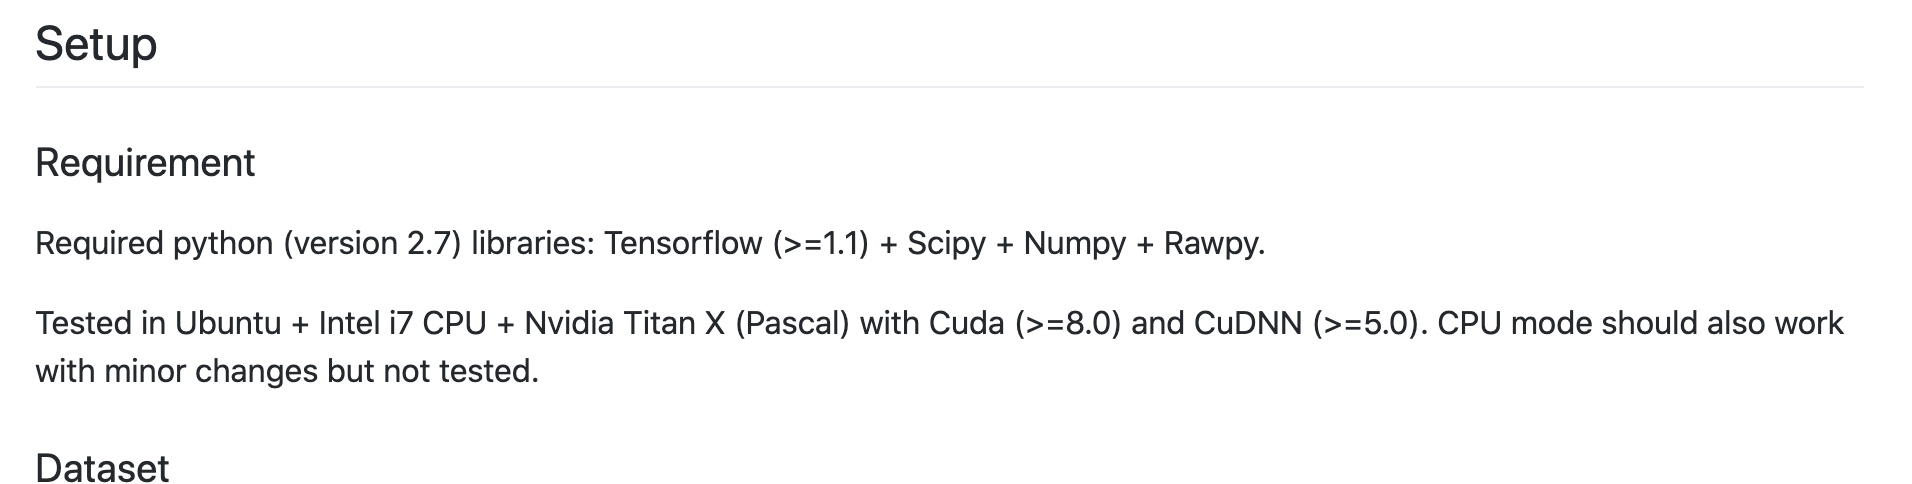 Setup
Requirement
Required python (version 2.7) libraries: Tensorflow (>=1.1) + Scipy + Numpy + Rawpy.
Tested in Ubuntu + Intel i7 CPU + Nvidia Titan X (Pascal) with Cuda (>=8.0) and CuDNN (>=5.0). CPU mode should also work
with minor changes but not tested.
Dataset